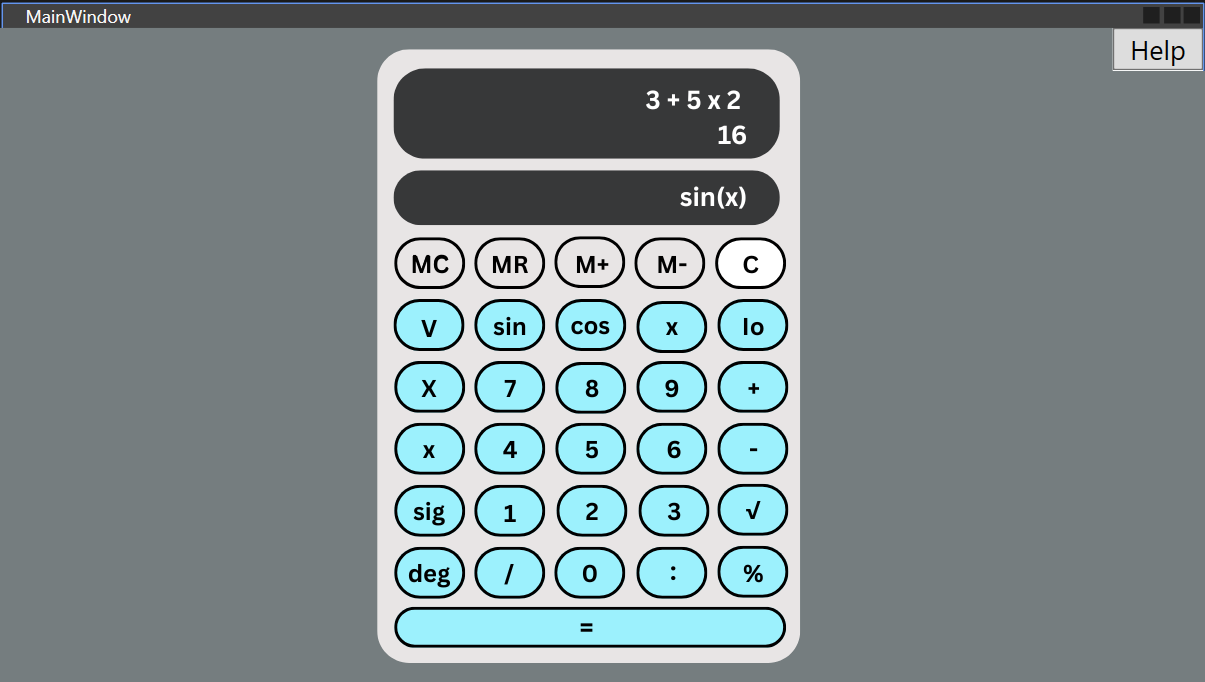 MainWindow
Help
3 + 5 x 2
16
sin(x)
MC MR M+ M- C
V sin cos x lo
X 7 8 9 +
x 4 5 6 -
sig 1 2 3 √
deg / 0 : %
=